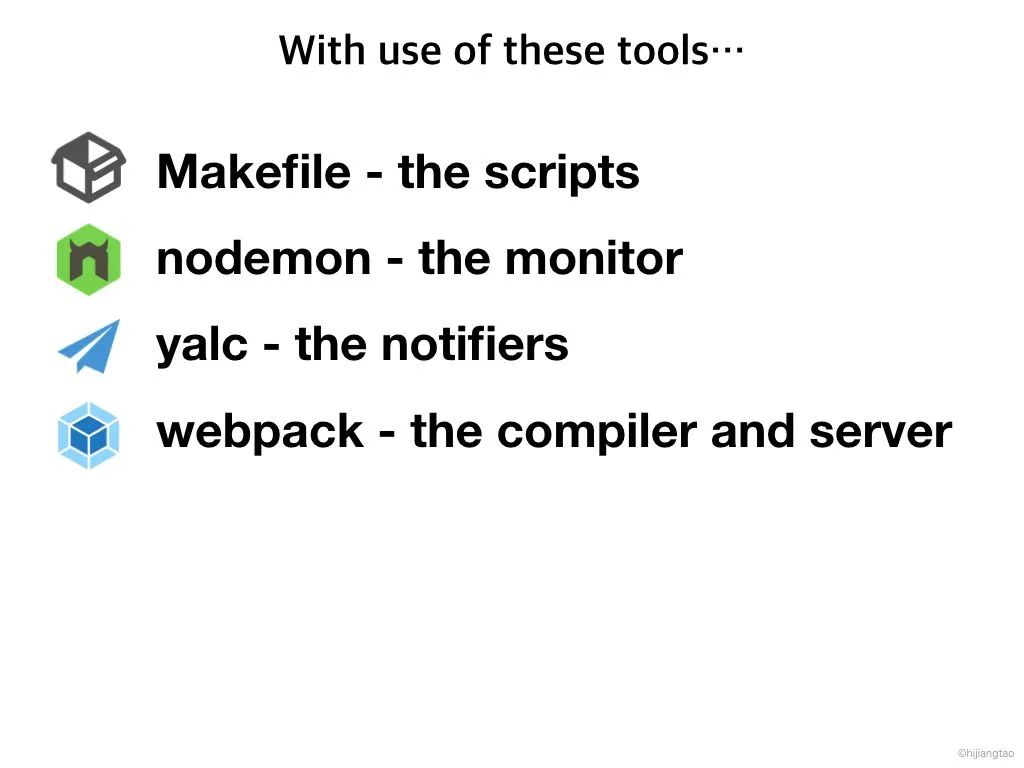 With use of these tools⋯
Makefile - the scripts
nodemon - the monitor
yalc - the notifiers
webpack - the compiler and server
©hijiangtao